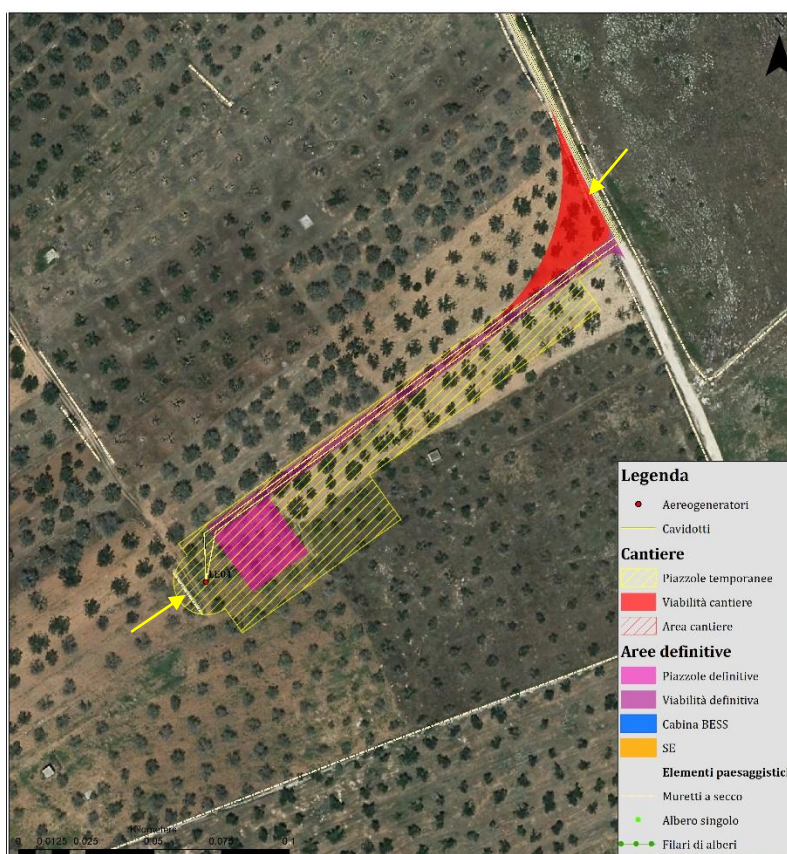 Legenda
Aereogeneratori
Cavidotti
Cantiere
Piazzole temporanee
Viabilità cantiere
Area cantiere
Aree definitive
Piazzole definitive
Viabilità definitiva
Cabina BESS
SE
Elementi paesaggistici
Muretti a secco
Albero singolo
Filari di alberi
Kilometers
0 0,0125 0,025 0,05 0,075 0,1